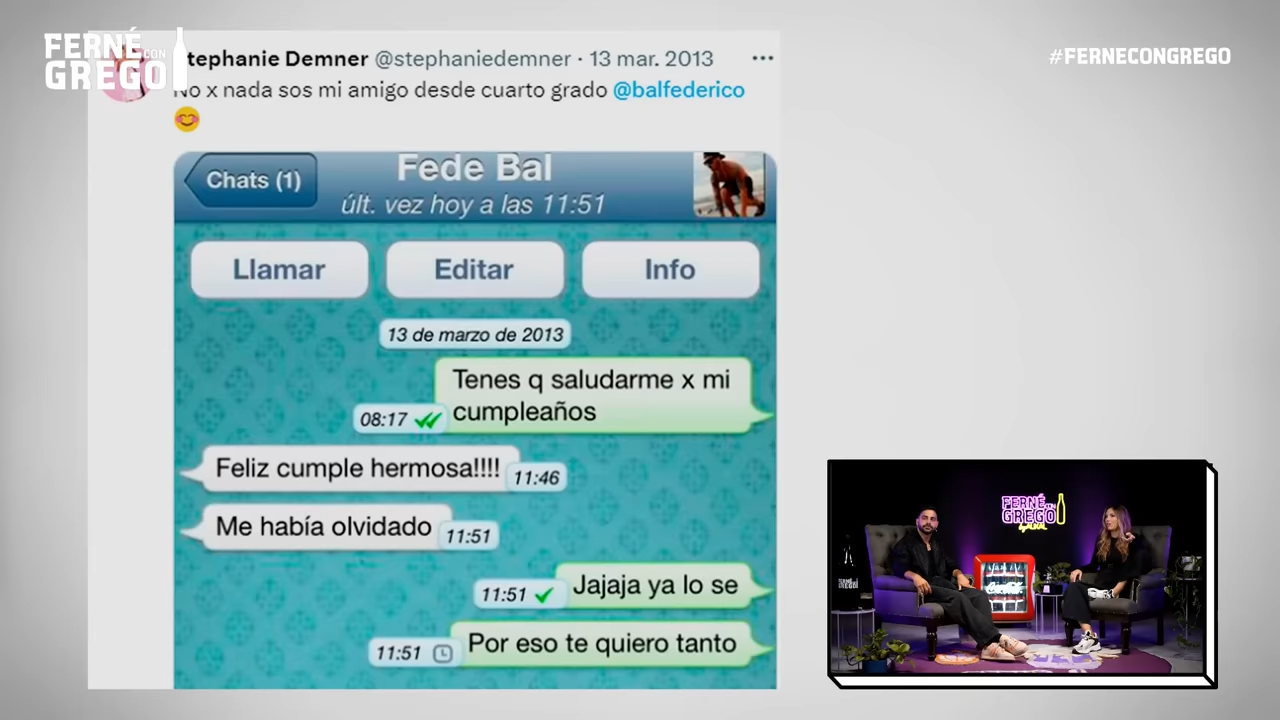 FERNÉ CON
GREGO
#FERNECONGREGO
tephanie Demner @stephaniedemner · 13 mar. 2013
No x nada sos mi amigo desde cuarto grado @balfederico
Chats (1)
Fede Bal
últ. vez hoy a las 11:51
Llamar
Editar
Info
13 de marzo de 2013
Tenes q saludarme x mi
cumpleaños
08:17
Feliz cumple hermosa!!!!
11:46
Me había olvidado
11:51
Jajaja ya lo se
11:51
Por eso te quiero tanto
11:51
FERNÉ CON
GREGO